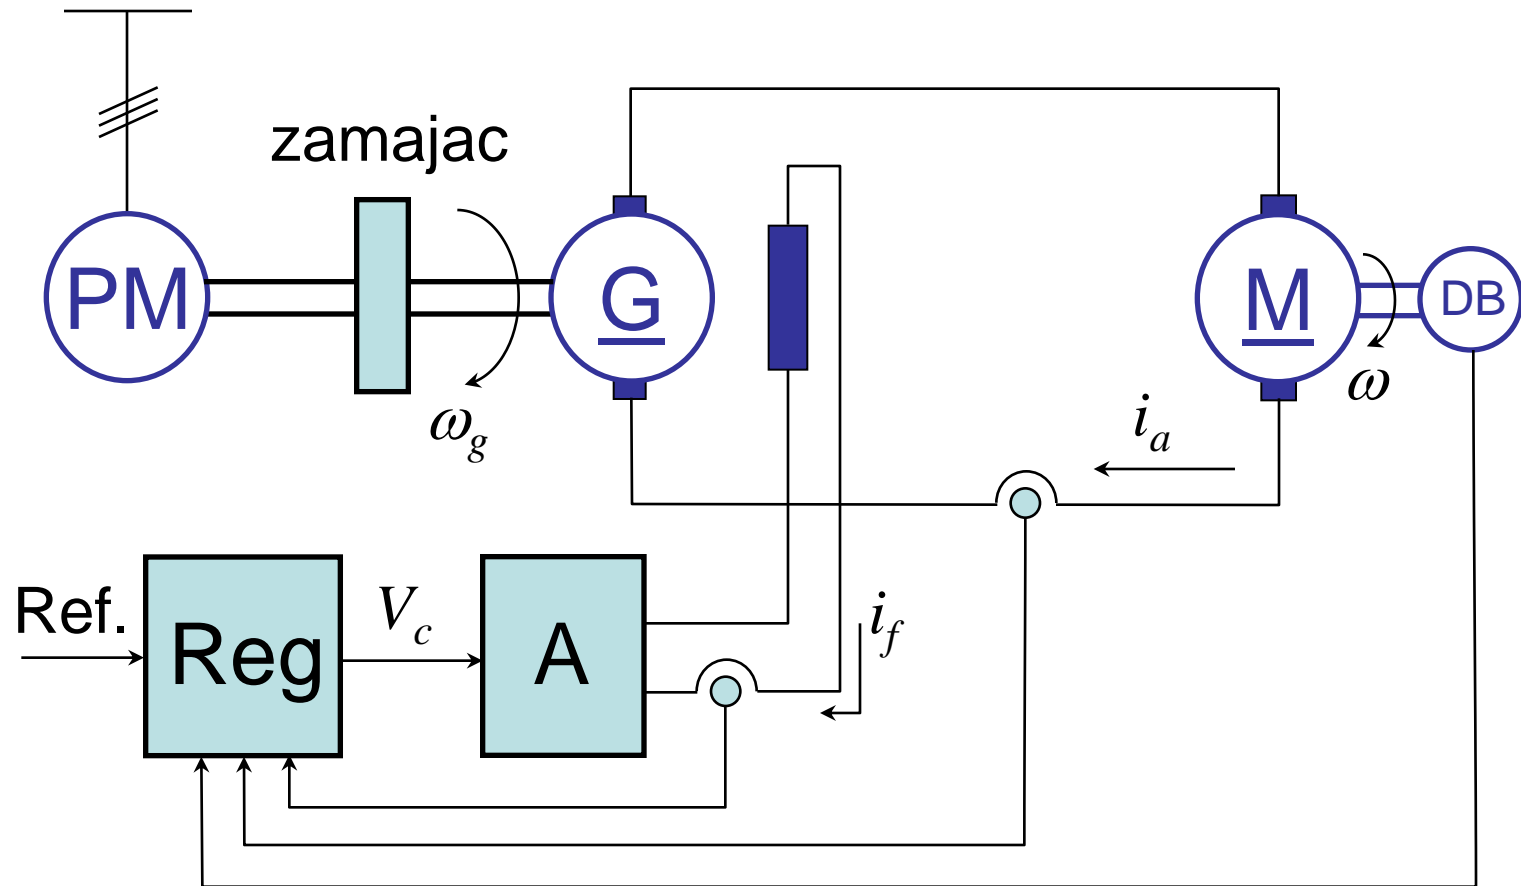 zamajac
PM
G
M
DB
ω
ω_g
i_a
Ref.
Reg
V_c
A
i_f